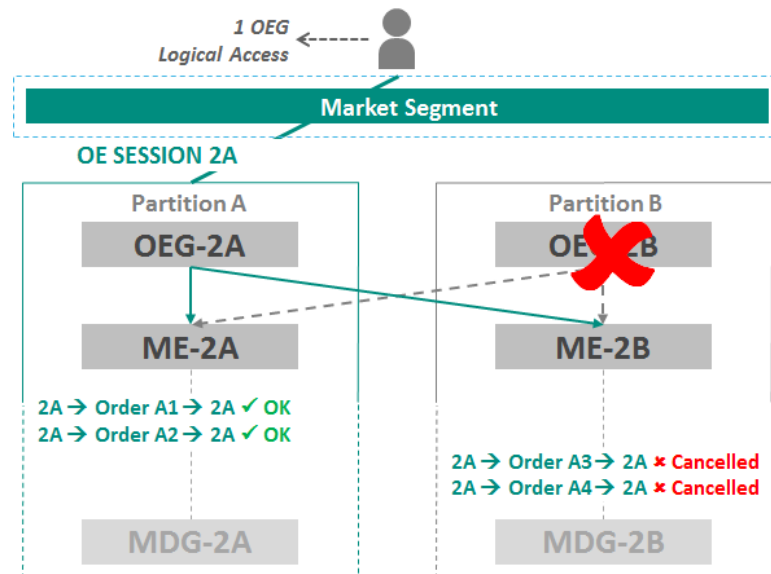 1 OEG
Logical Access
Market Segment
OE SESSION 2A
Partition A
Partition B
OEG-2A
OE 2B
ME-2A
ME-2B
2A → Order A1 → 2A ✓ OK
2A → Order A2 → 2A ✓ OK
2A → Order A3 → 2A ✖ Cancelled
2A → Order A4 → 2A ✖ Cancelled
MDG-2A
MDG-2B